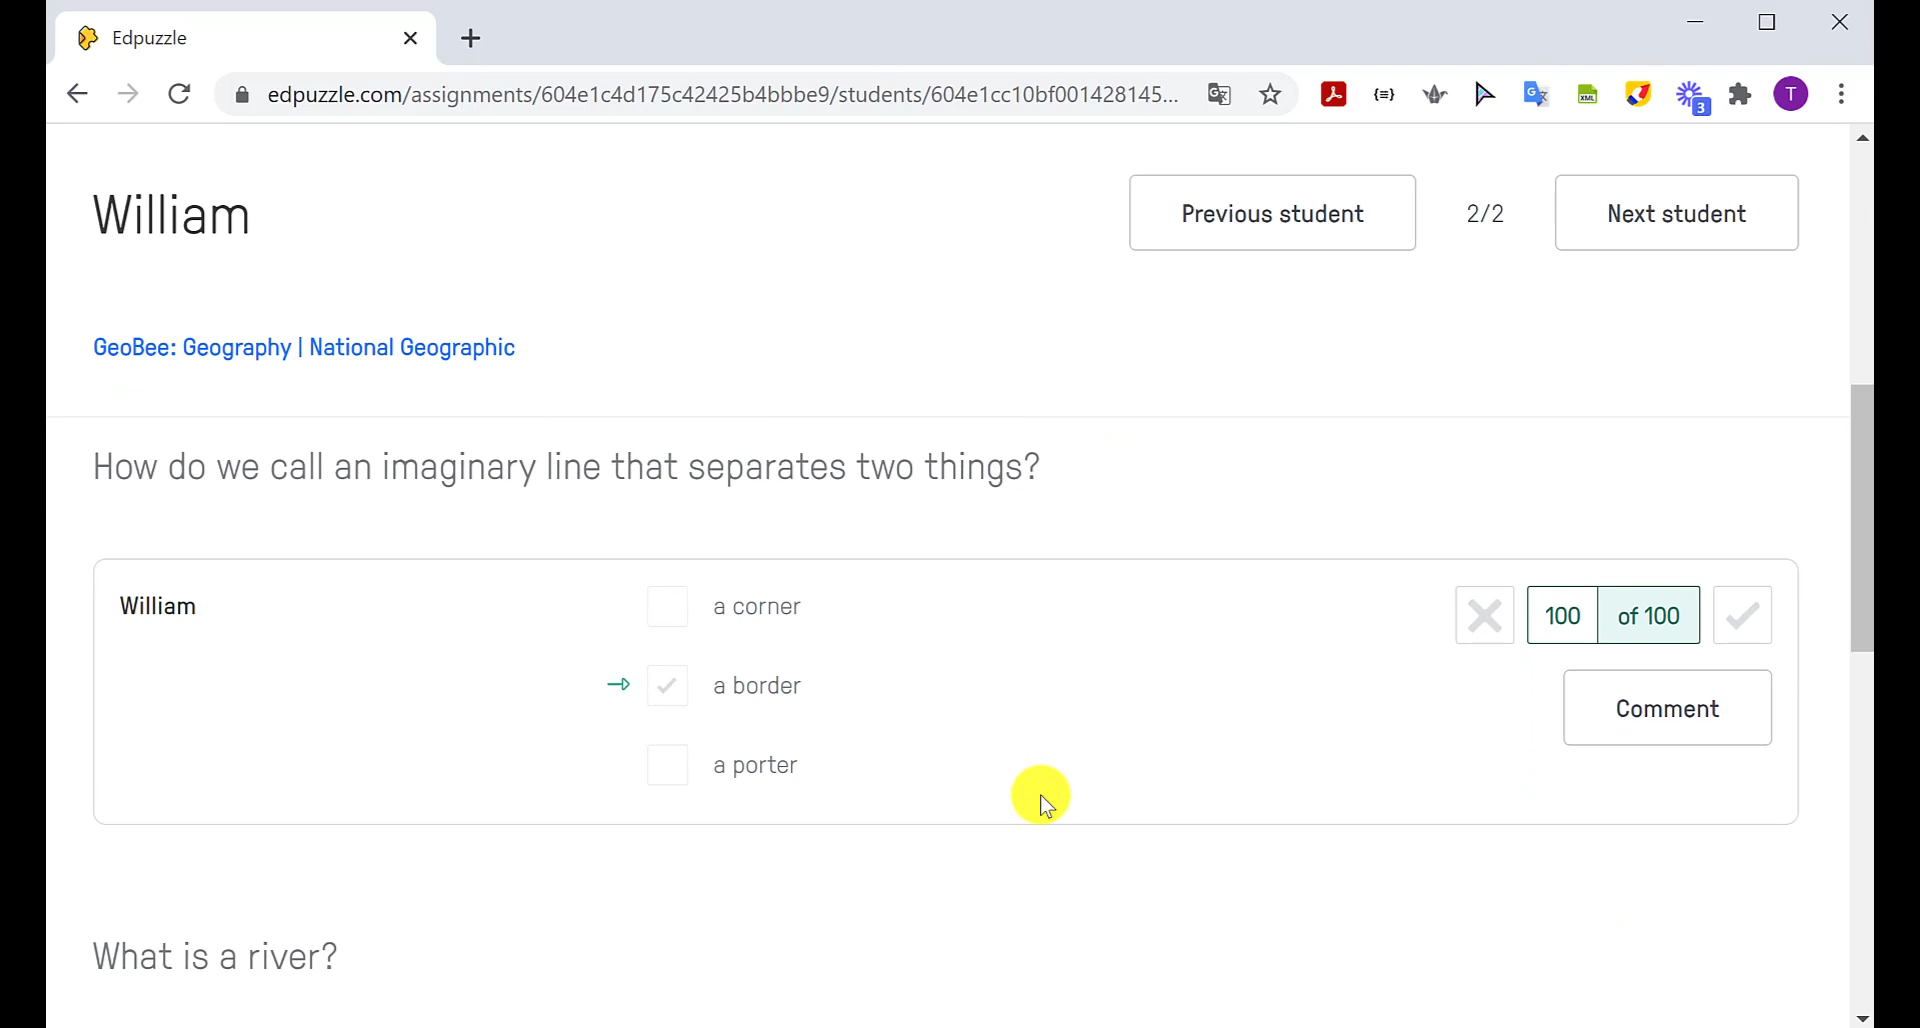 Edpuzzle
edpuzzle.com/assignments/604e1c4d175c42425b4bbbe9/students/604e1cc10bf001428145...
XML
3
T
William
Previous student
2/2
Next student
GeoBee: Geography | National Geographic
How do we call an imaginary line that separates two things?
William
a corner
100 of 100
a border
Comment
a porter
What is a river?